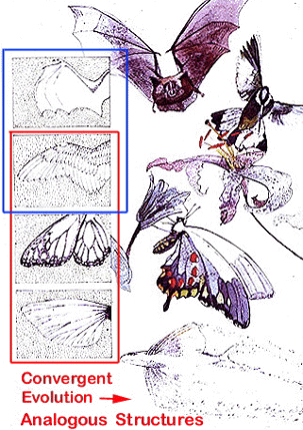 Convergent
Evolution
Analogous Structures